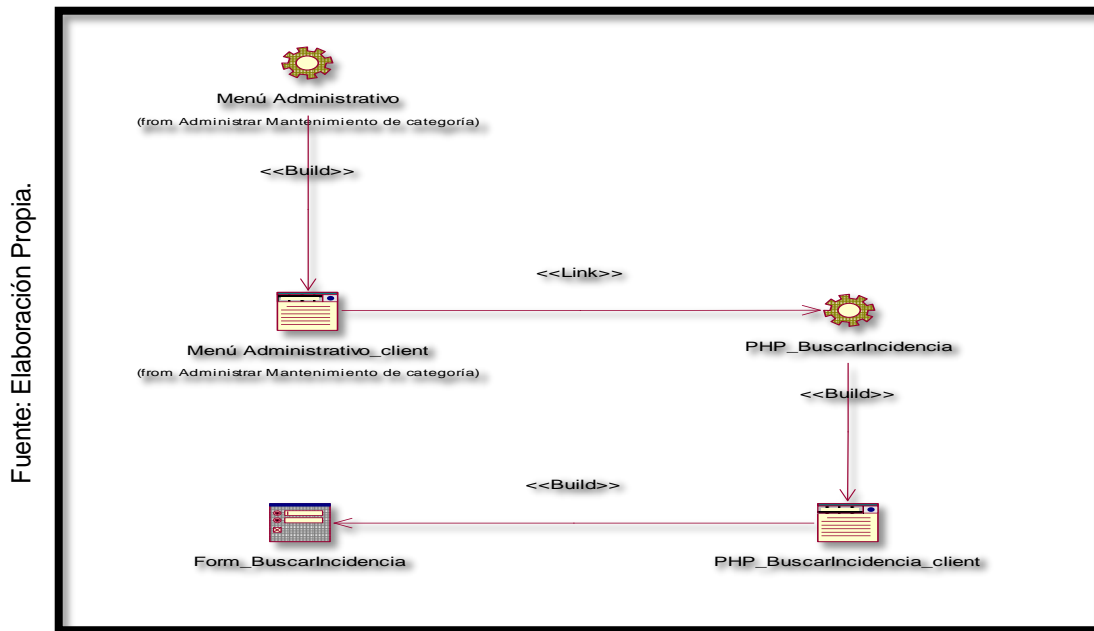 Menú Administrativo
(from Administrar Mantenimiento de categoría)
<<Build>>
<<Link>>
Menú Administrativo_client
(from Administrar Mantenimiento de categoría)
PHP_BuscarIncidencia
<<Build>>
<<Build>>
Form_BuscarIncidencia
PHP_BuscarIncidencia_client
Fuente: Elaboración Propia.